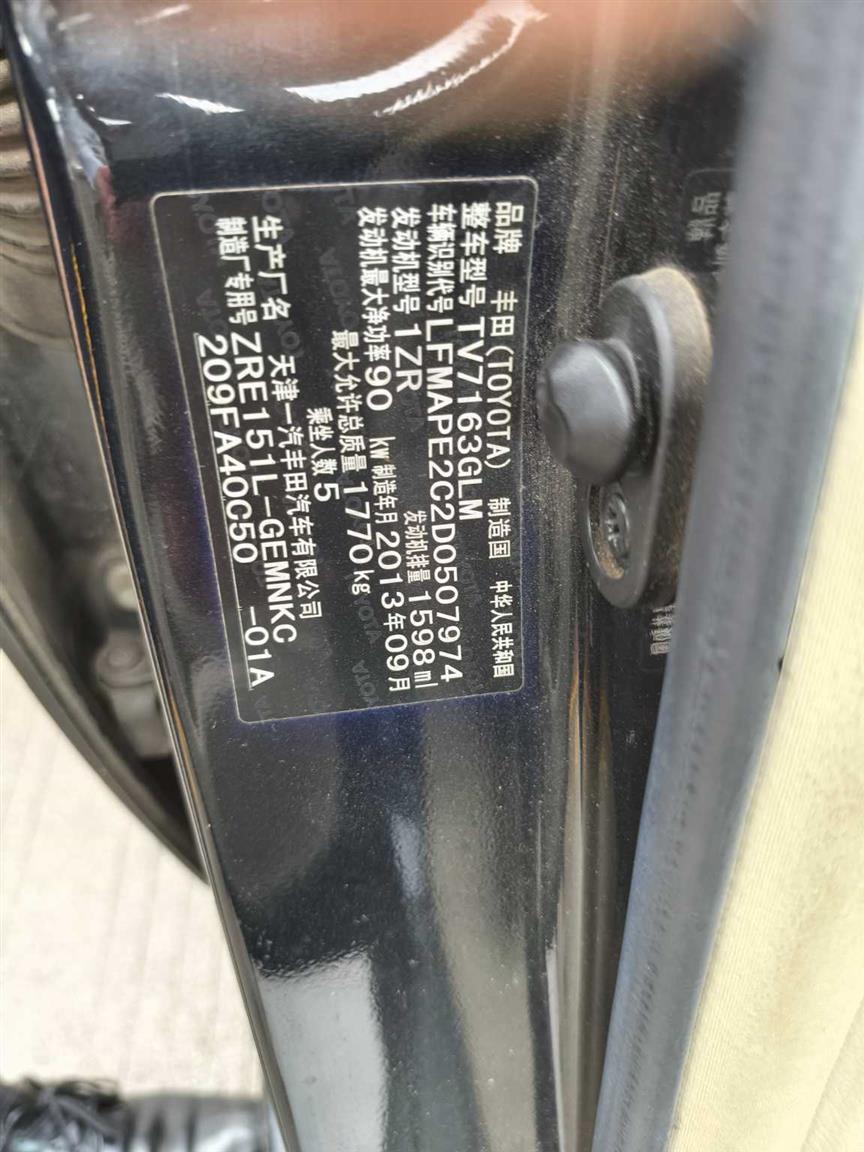 品牌 丰田(TOYOTA) 制造国 中华人民共和国
整车型号 TV7163GLM
车辆识别代号 LFMAPE2C2D0507974
发动机型号 1ZR 发动机排量 1598 ml
发动机最大净功率 90 kW 制造年月 2013年09月
最大允许总质量 1770kg
乘坐人数 5
生产厂名 天津一汽丰田汽车有限公司
制造厂专用号 ZRE151L-GEMNKC
209FA40C50 -01A